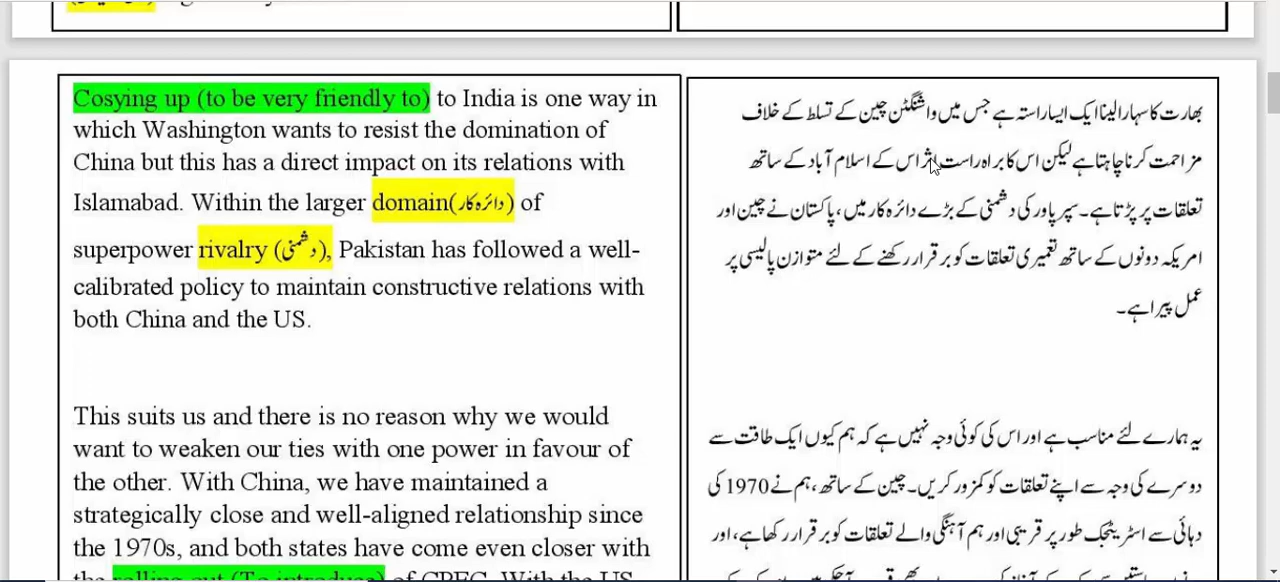 Cosying up (to be very friendly to) to India is one way in
which Washington wants to resist the domination of
China but this has a direct impact on its relations with
Islamabad. Within the larger domain(دائرہ کار) of
superpower rivalry (دشمنی), Pakistan has followed a well-
calibrated policy to maintain constructive relations with
both China and the US.
This suits us and there is no reason why we would
want to weaken our ties with one power in favour of
the other. With China, we have maintained a
strategically close and well-aligned relationship since
the 1970s, and both states have come even closer with
the rolling out (To introduce) of CPEC. With the US
بھارت کا سہارا لینا ایک ایسا راستہ ہے جس میں واشنگٹن چین کے تسلط کے خلاف
مزاحمت کرنا چاہتا ہے لیکن اس کا براہ راست اثر اس کے اسلام آباد کے ساتھ
تعلقات پر پڑتا ہے۔ سپر پاور کی دشمنی کے بڑے دائرہ کار میں، پاکستان نے چین اور
امریکہ دونوں کے ساتھ تعمیری تعلقات کو برقرار رکھنے کے لئے متوازن پالیسی پر
عمل پیرا ہے۔
یہ ہمارے لئے مناسب ہے اور اس کی کوئی وجہ نہیں ہے کہ ہم کیوں ایک طاقت سے
دوسرے کی وجہ سے اپنے تعلقات کو کمزور کریں۔ چین کے ساتھ، ہم نے 1970 کی
دہائی سے اسٹریٹجک طور پر قریبی اور ہم آہنگی والے تعلقات کو برقرار رکھا ہے، اور